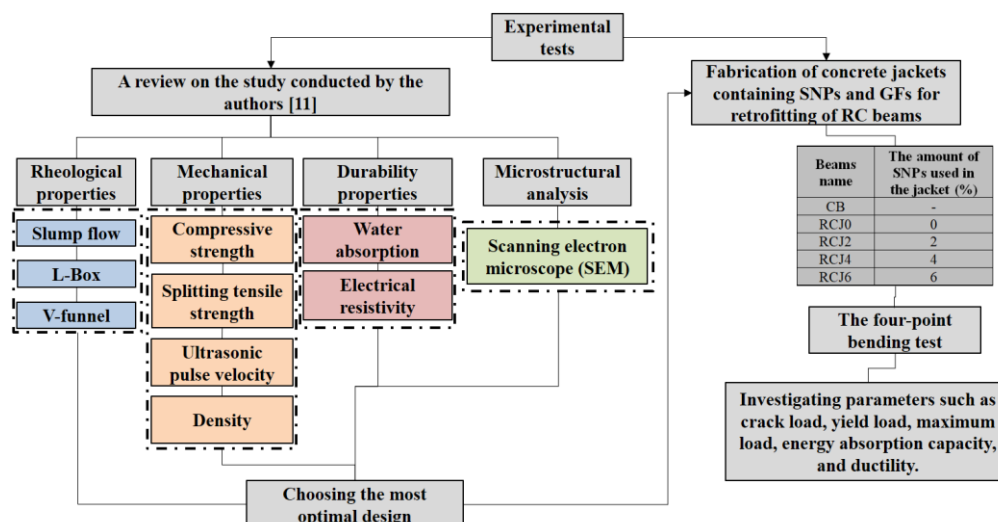 Experimental
tests
A review on the study conducted by the
authors [11]
Fabrication of concrete jackets
containing SNPs and GFs for
retrofitting of RC beams
Rheological
properties
Mechanical
properties
Durability
properties
Microstructural
analysis
Slump flow
L-Box
V-funnel
Compressive
strength
Splitting tensile
strength
Ultrasonic
pulse velocity
Density
Water
absorption
Electrical
resistivity
Scanning electron
microscope (SEM)
Beams
name
The amount of
SNPs used in
the jacket (%)
CB -
RCJ0 0
RCJ2 2
RCJ4 4
RCJ6 6
The four-point
bending test
Investigating parameters such as
crack load, yield load, maximum
load, energy absorption capacity,
and ductility.
Choosing the most
optimal design